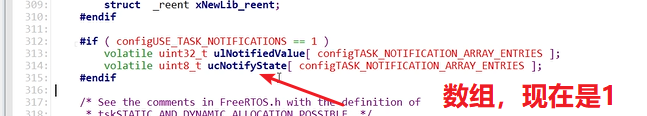 309: struct _reent xNewLib_reent;
310: #endif
311:
312: #if ( configUSE_TASK_NOTIFICATIONS == 1 )
313: volatile uint32_t ulNotifiedValue[ configTASK_NOTIFICATION_ARRAY_ENTRIES ];
314: volatile uint8_t ucNotifyState[ configTASK_NOTIFICATION_ARRAY_ENTRIES ];
315: #endif
316:
数组，现在是1
317: /* See the comments in FreeRTOS.h with the definition of
318: * tskSTATIC_AND_DYNAMIC_ALLOCATION_POSSIBLE. */